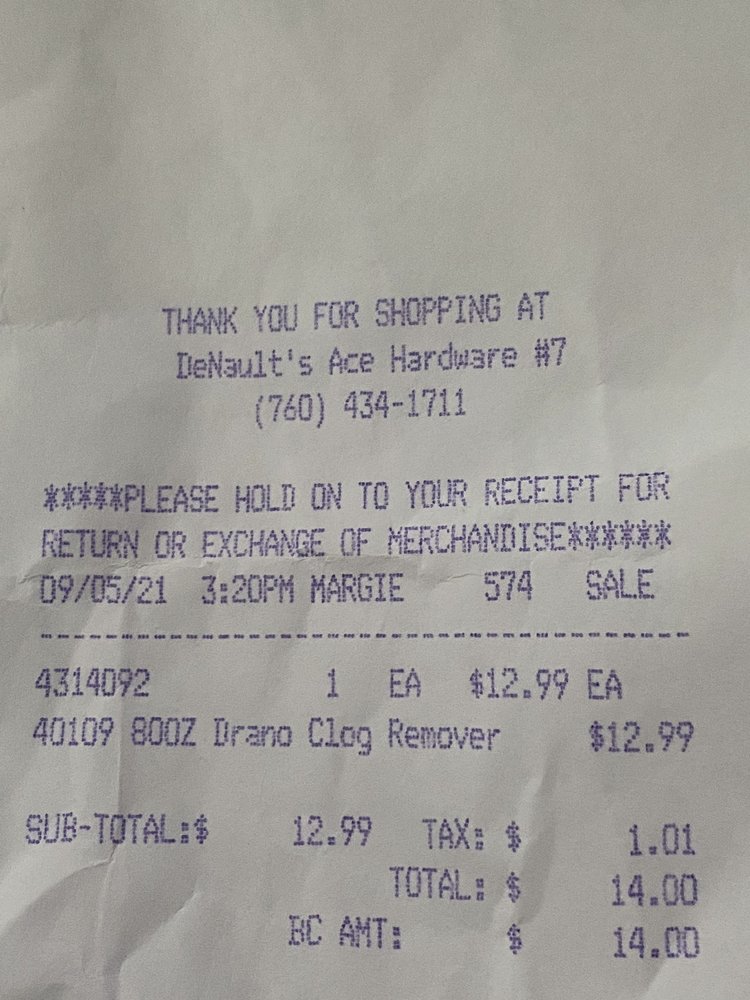 THANK YOU FOR SHOPPING AT
DeNault's Ace Hardware #7
(760) 434-1711
*****PLEASE HOLD ON TO YOUR RECEIPT FOR
RETURN OR EXCHANGE OF MERCHANDISE******
09/05/21 3:20PM MARGIE 574 SALE
----------------------------------------
4314092 1 EA $12.99 EA
40109 80OZ Drano Clog Remover $12.99
SUB-TOTAL:$ 12.99 TAX: $ 1.01
TOTAL: $ 14.00
BC AMT: $ 14.00